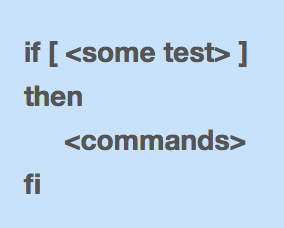 if [ <some test> ]
then
<commands>
fi